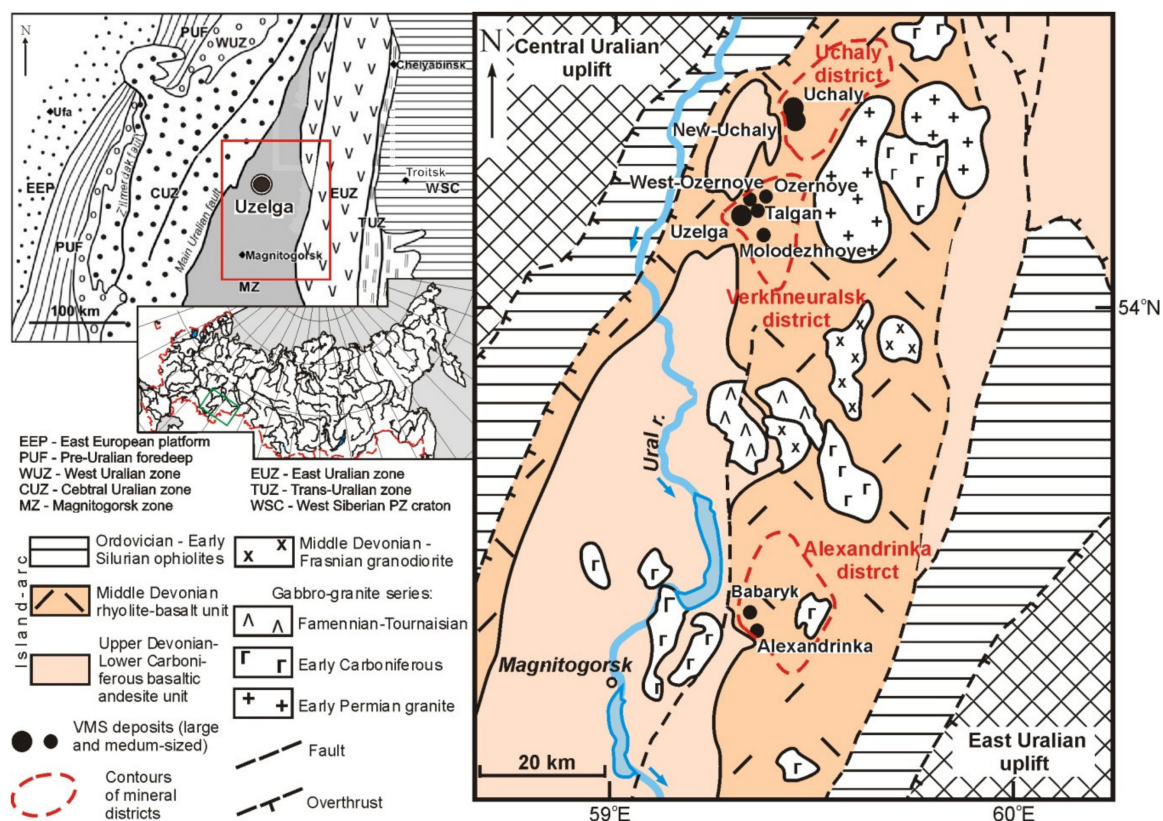 N
PUF
WUZ
Ufa
Chelyabinsk
EEP
Zilmerdak fault
CUZ
Main Uralian fault
Uzelga
EUZ
Troitsk
WSC
PUF
TUZ
Magnitogorsk
MZ
100 km
EEP - East European platform
PUF - Pre-Uralian foredeep
WUZ - West Uralian zone
CUZ - Cebtral Uralian zone
MZ - Magnitogorsk zone
EUZ - East Uralian zone
TUZ - Trans-Uralian zone
WSC - West Siberian PZ craton
Island-arc
Ordovician - Early
Silurian ophiolites
Middle Devonian
rhyolite-basalt unit
Upper Devonian-
Lower Carboni-
ferous basaltic
andesite unit
VMS deposits (large
and medum-sized)
Contours
of mineral
districts
Middle Devonian -
Frasnian granodiorite
Gabbro-granite series:
Famennian-Tournaisian
Early Carboniferous
Early Permian granite
Fault
Overthrust
N
Central Uralian
uplift
Uchaly
district
Uchaly
New-Uchaly
West-Ozernoye
Ozernoye
Talgan
Uzelga
Molodezhnoye
Verkhneuralsk
district
54°N
Ural r.
Alexandrinka
distrct
Babaryk
Alexandrinka
Magnitogorsk
20 km
East Uralian
uplift
59°E
60°E